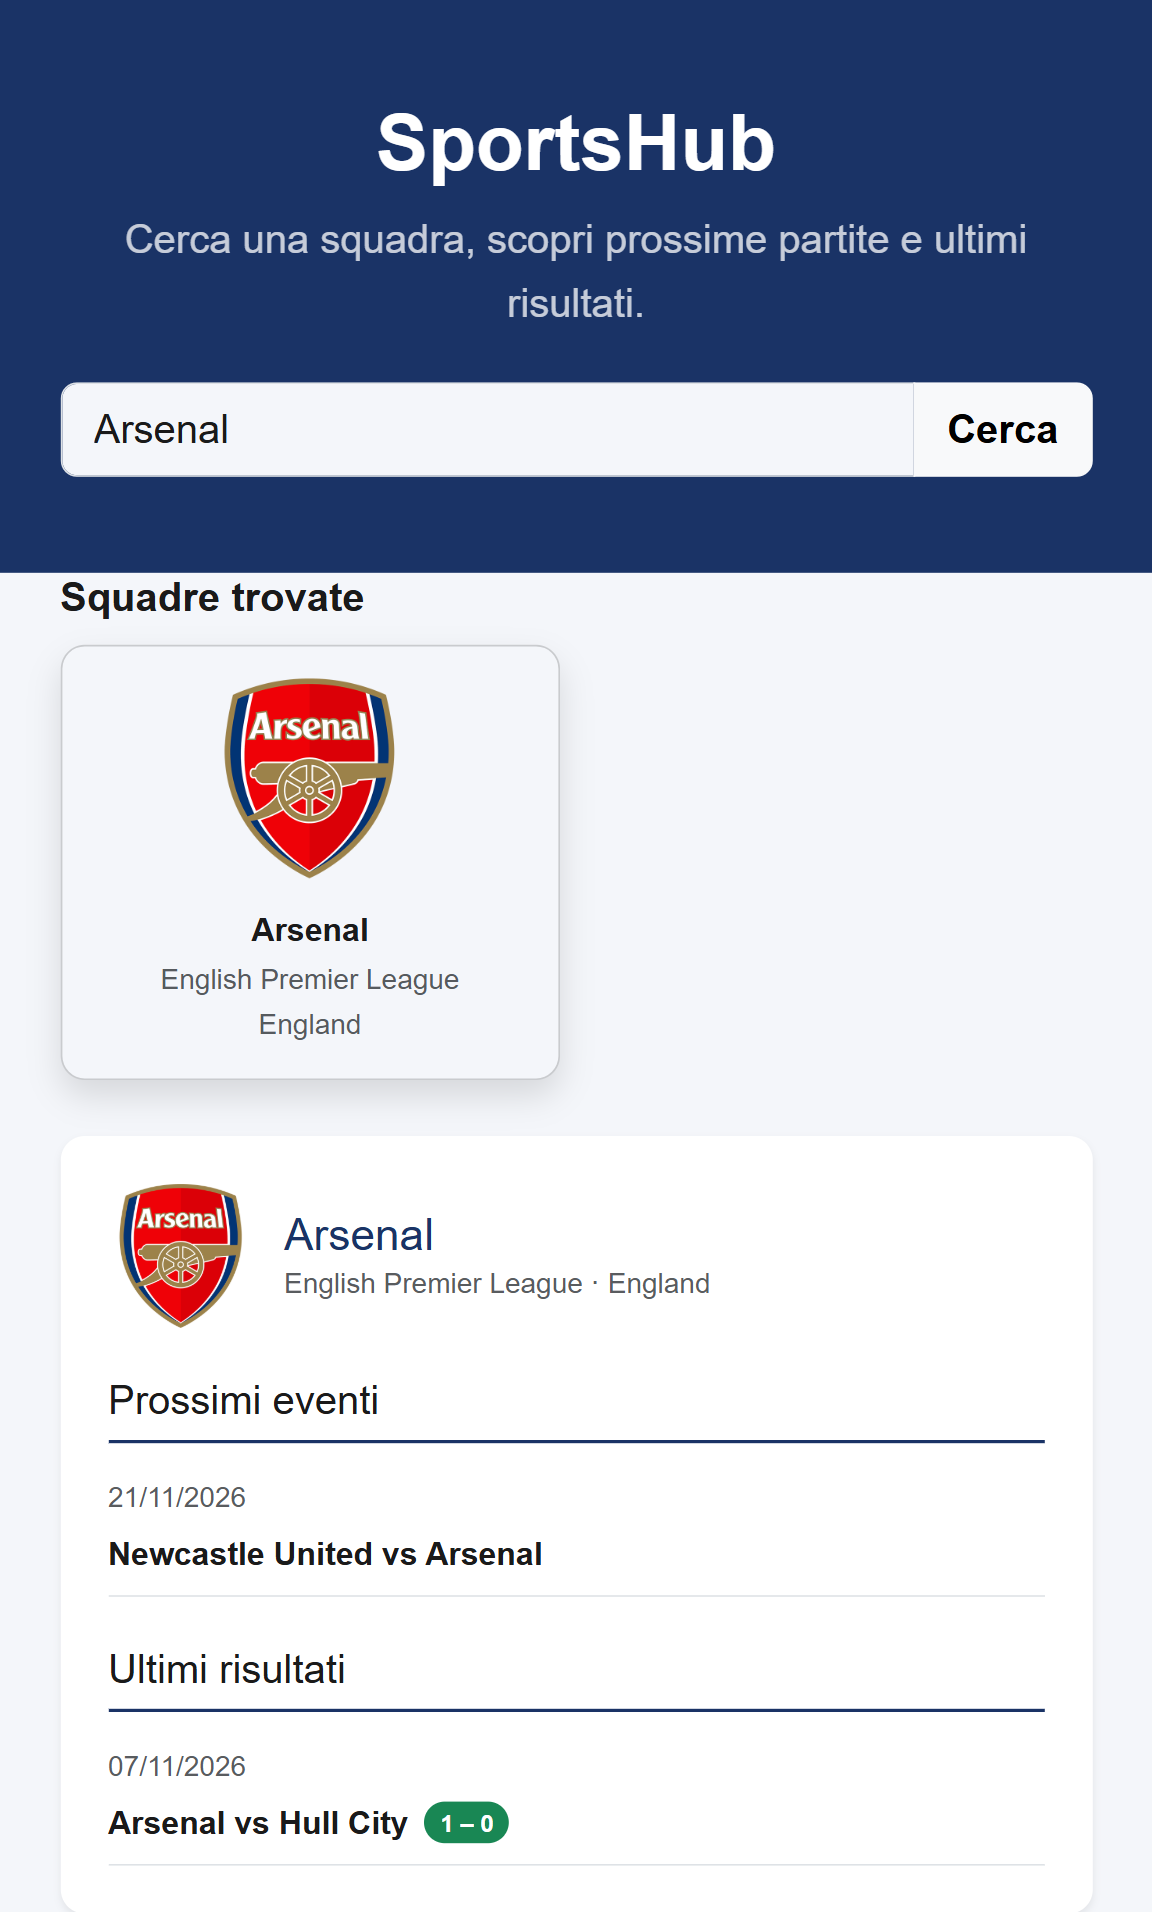 SportsHub
Cerca una squadra, scopri prossime partite e ultimi
risultati.
Arsenal
Cerca
Squadre trovate
Arsenal
Arsenal
English Premier League
England
Arsenal
Arsenal
English Premier League · England
Prossimi eventi
21/11/2026
Newcastle United vs Arsenal
Ultimi risultati
07/11/2026
Arsenal vs Hull City 1 – 0